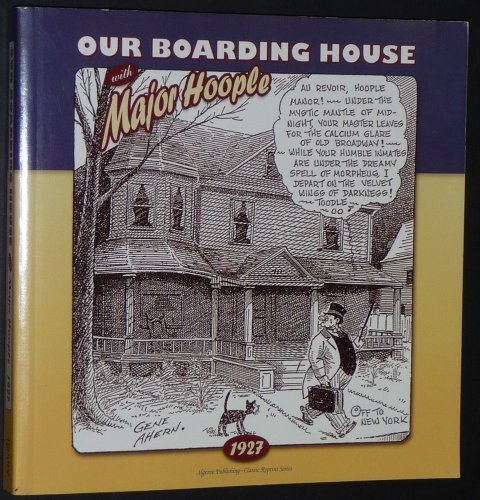 OUR BOARDING HOUSE
with
Major Hoople
AU REVOIR, HOOPLE
MANOR! — UNDER THE
MYSTIC MANTLE OF MID-
NIGHT, YOUR MASTER LEAVES
FOR THE CALCIUM GLARE
OF OLD BROADWAY! —
— WHILE YOUR HUMBLE INMATES
ARE UNDER THE DREAMY
SPELL OF MORPHEUS, I
DEPART ON THE VELVET
WINGS OF DARKNESS!
TOODLE —
OO!
GENE
AHERN.
OFF TO
NEW YORK
1927
Algrove Publishing – Classic Reprint Series